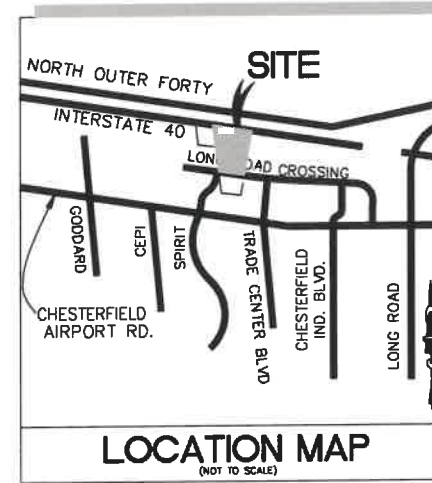 NORTH OUTER FORTY
SITE
INTERSTATE 40
LONG ROAD CROSSING
GODDARD
CEPI
SPIRIT
TRADE CENTER BLVD
CHESTERFIELD
IND. BLVD.
LONG ROAD
CHESTERFIELD
AIRPORT RD.
LOCATION MAP
(NOT TO SCALE)